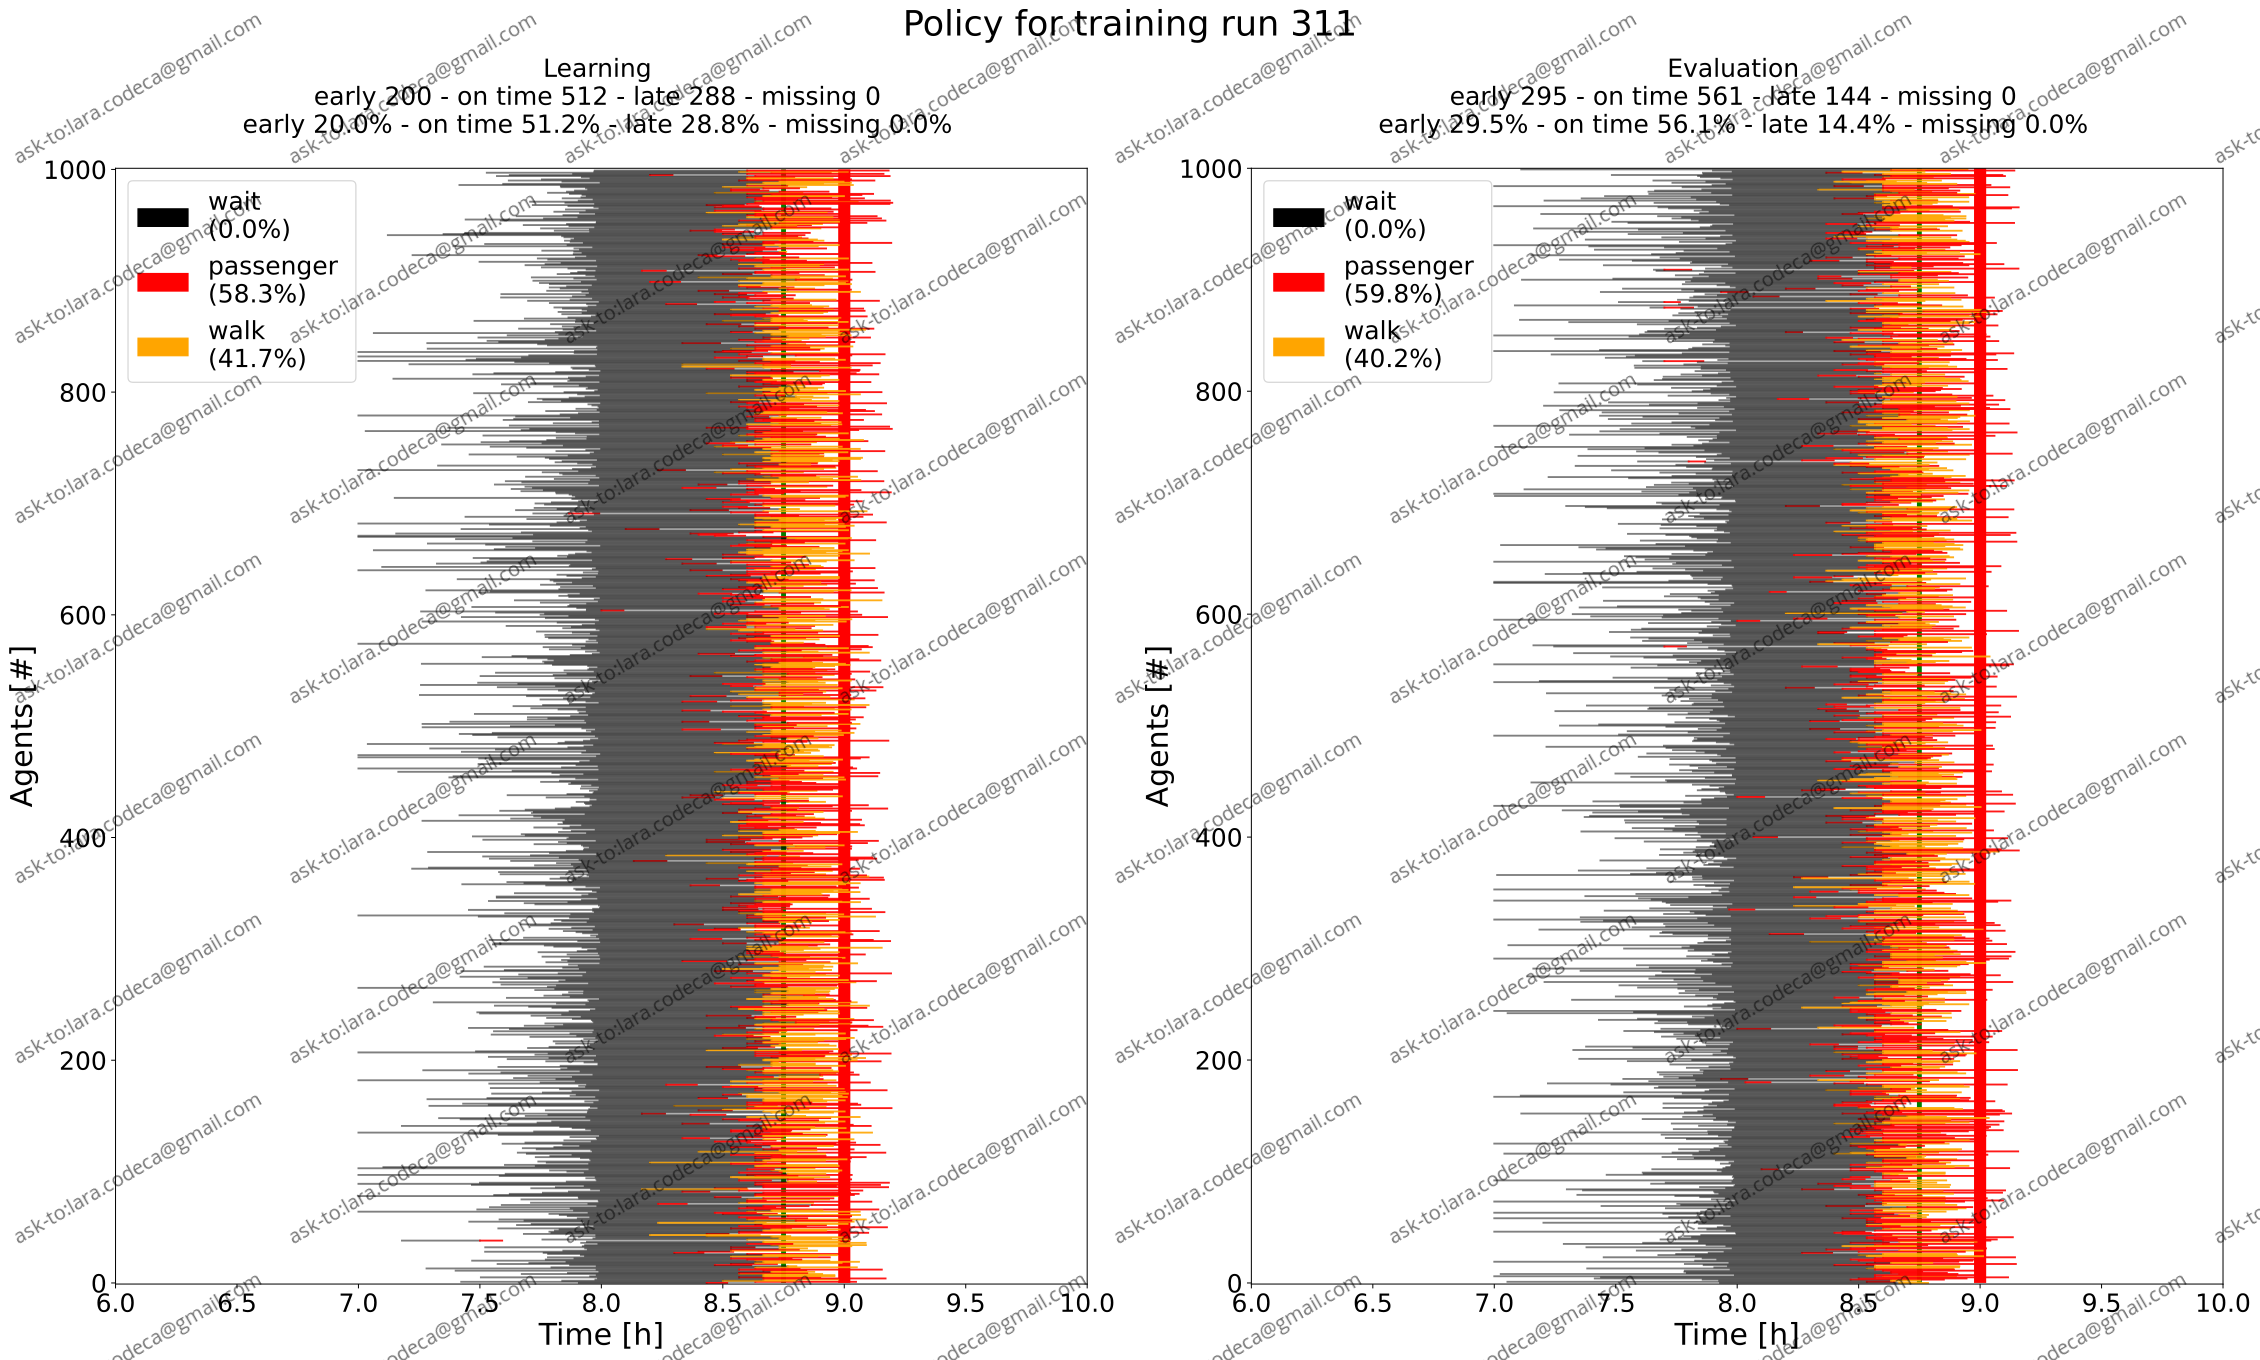 Policy for training run 311
Learning
early 200 - on time 512 - late 288 - missing 0
early 20.0% - on time 51.2% - late 28.8% - missing 0.0%
Evaluation
early 295 - on time 561 - late 144 - missing 0
early 29.5% - on time 56.1% - late 14.4% - missing 0.0%
wait
(0.0%)
passenger
(58.3%)
walk
(41.7%)
wait
(0.0%)
passenger
(59.8%)
walk
(40.2%)
1000
800
600
400
200
0
Agents [#]
6.0 6.5 7.0 7.5 8.0 8.5 9.0 9.5 10.0
Time [h]
1000
800
600
400
200
0
Agents [#]
6.0 6.5 7.0 7.5 8.0 8.5 9.0 9.5 10.0
Time [h]
ask-to:lara.codeca@gmail.com